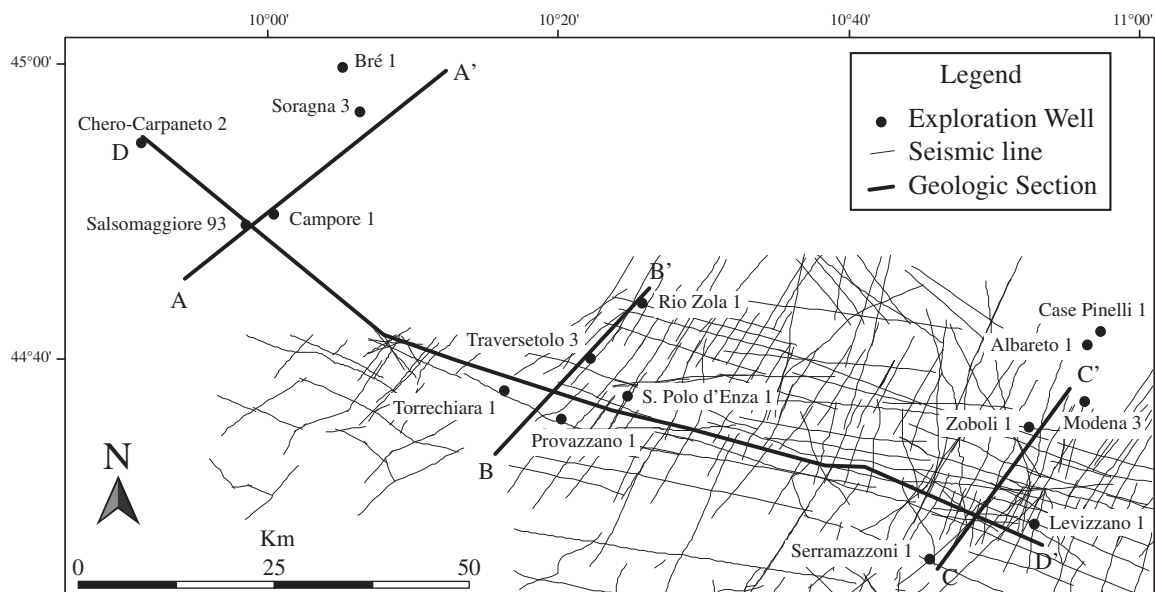 10°00' 10°20' 10°40' 11°00'
45°00'
Bré 1
A’
Soragna 3
Chero-Carpaneto 2
D
Salsomaggiore 93
Campore 1
A
Legend
Exploration Well
Seismic line
Geologic Section
B’
Rio Zola 1
Case Pinelli 1
Traversetolo 3
Albareto 1
44°40'
C’
Torrechiara 1
S. Polo d’Enza 1
Zoboli 1
Modena 3
Provazzano 1
B
N
Levizzano 1
Km
Serramazzoni 1
D’
C
0 25 50